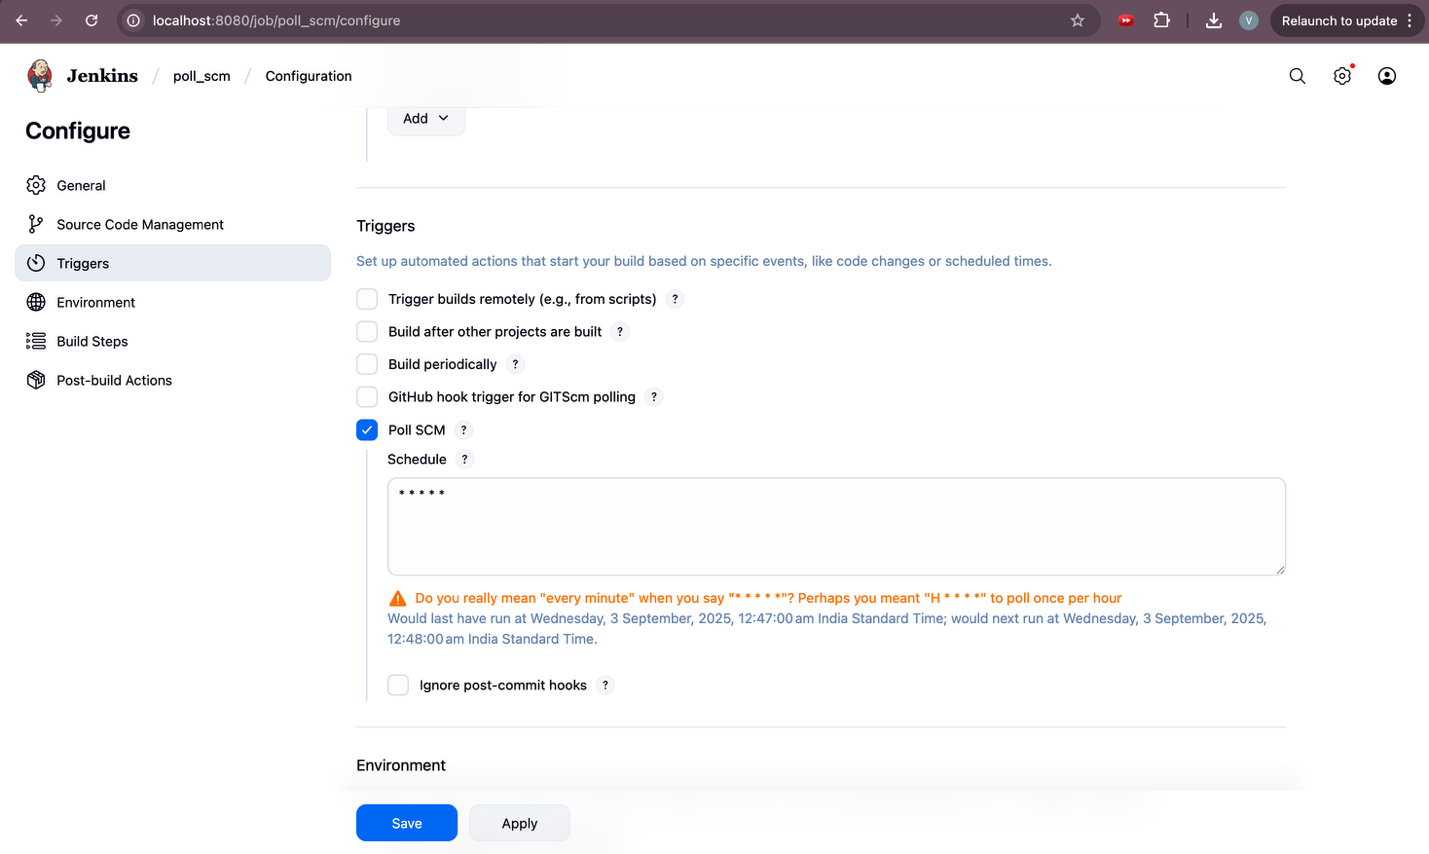 localhost:8080/job/poll_scm/configure
V
Relaunch to update
Jenkins / poll_scm / Configuration
Configure
Add
General
Source Code Management
Triggers
Environment
Build Steps
Post-build Actions
Triggers
Set up automated actions that start your build based on specific events, like code changes or scheduled times.
Trigger builds remotely (e.g., from scripts) ?
Build after other projects are built ?
Build periodically ?
GitHub hook trigger for GITScm polling ?
Poll SCM ?
Schedule ?
* * * * *
Do you really mean "every minute" when you say "* * * * *"? Perhaps you meant "H * * * *" to poll once per hour
Would last have run at Wednesday, 3 September, 2025, 12:47:00 am India Standard Time; would next run at Wednesday, 3 September, 2025,
12:48:00 am India Standard Time.
Ignore post-commit hooks ?
Environment
Save
Apply